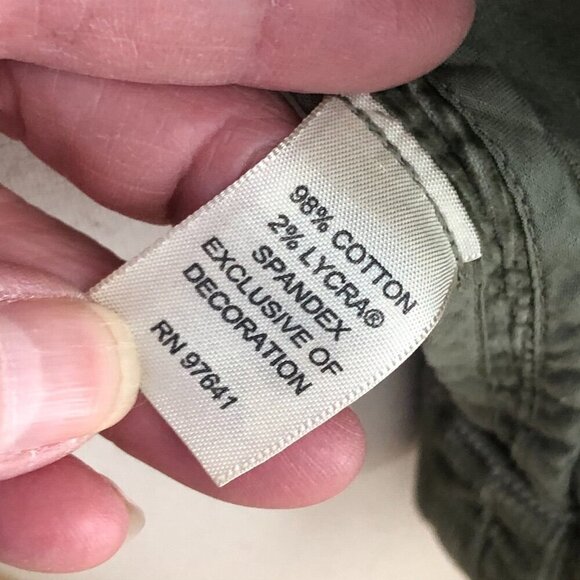 98% COTTON
2% LYCRA®
SPANDEX
EXCLUSIVE OF
DECORATION
RN 97641